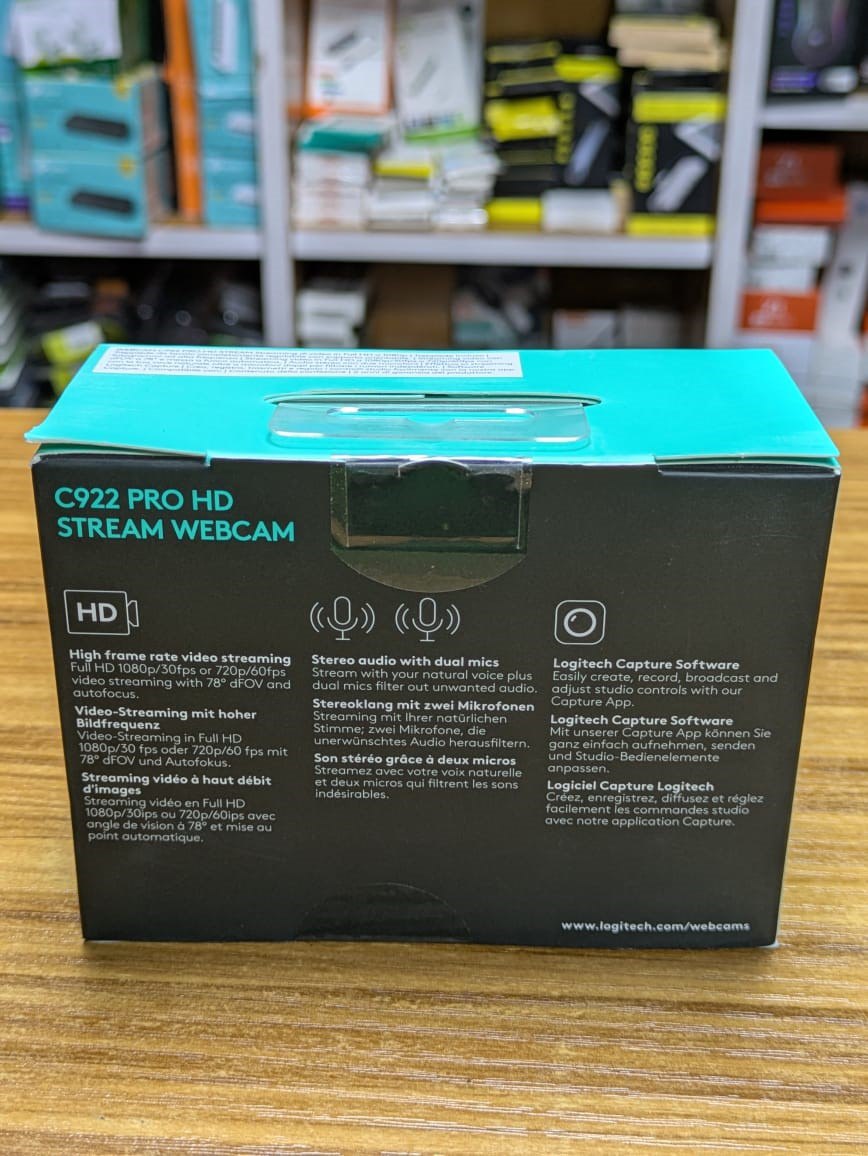 C922 PRO HD
STREAM WEBCAM
HD
High frame rate video streaming
Full HD 1080p/30fps or 720p/60fps
video streaming with 78° dFOV and
autofocus.
Video-Streaming mit hoher
Bildfrequenz
Video-Streaming in Full HD
1080p/30 fps oder 720p/60 fps mit
78° dFOV und Autofokus.
Streaming vidéo à haut débit
d'images
Streaming vidéo en Full HD
1080p/30ips ou 720p/60ips avec
angle de vision à 78° et mise au
point automatique.
Stereo audio with dual mics
Stream with your natural voice plus
dual mics filter out unwanted audio.
Stereoklang mit zwei Mikrofonen
Streaming mit Ihrer natürlichen
Stimme; zwei Mikrofone, die
unerwünschtes Audio herausfiltern.
Son stéréo grâce à deux micros
Streamez avec votre voix naturelle
et deux micros qui filtrent les sons
indésirables.
Logitech Capture Software
Easily create, record, broadcast and
adjust studio controls with our
Capture App.
Logitech Capture Software
Mit unserer Capture App können Sie
ganz einfach aufnehmen, senden
und Studio-Bedienelemente
anpassen.
Logiciel Capture Logitech
Créez, enregistrez, diffusez et réglez
facilement les commandes studio
avec notre application Capture.
www.logitech.com/webcams